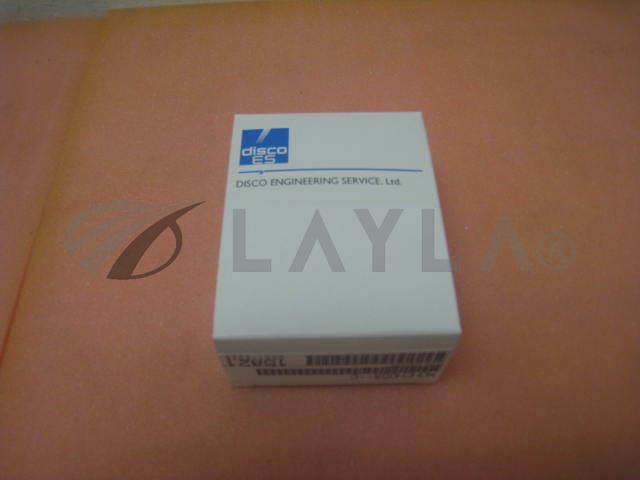 disco
ES
DISCO ENGINEERING SERVICE, Ltd.
LAYLA®